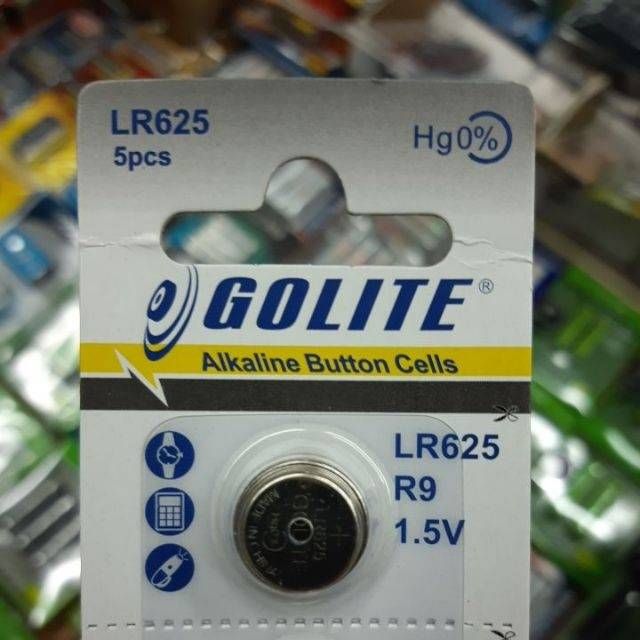 LR625
5pcs
Hg0%
GOLITE®
Alkaline Button Cells
LR625
R9
1.5V